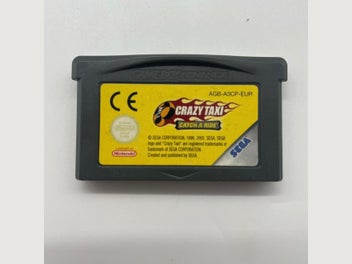 GAME BOY ADVANCE
AGB-A3CP-EUR
CE
CRAZY TAXI
CATCH A RIDE
© SEGA CORPORATION, 1999, 2003. SEGA, SEGA
logo and "Crazy Taxi" are registered trademarks or
trademarks of SEGA CORPORATION.
Created and published by SEGA.
Nintendo
SEGA